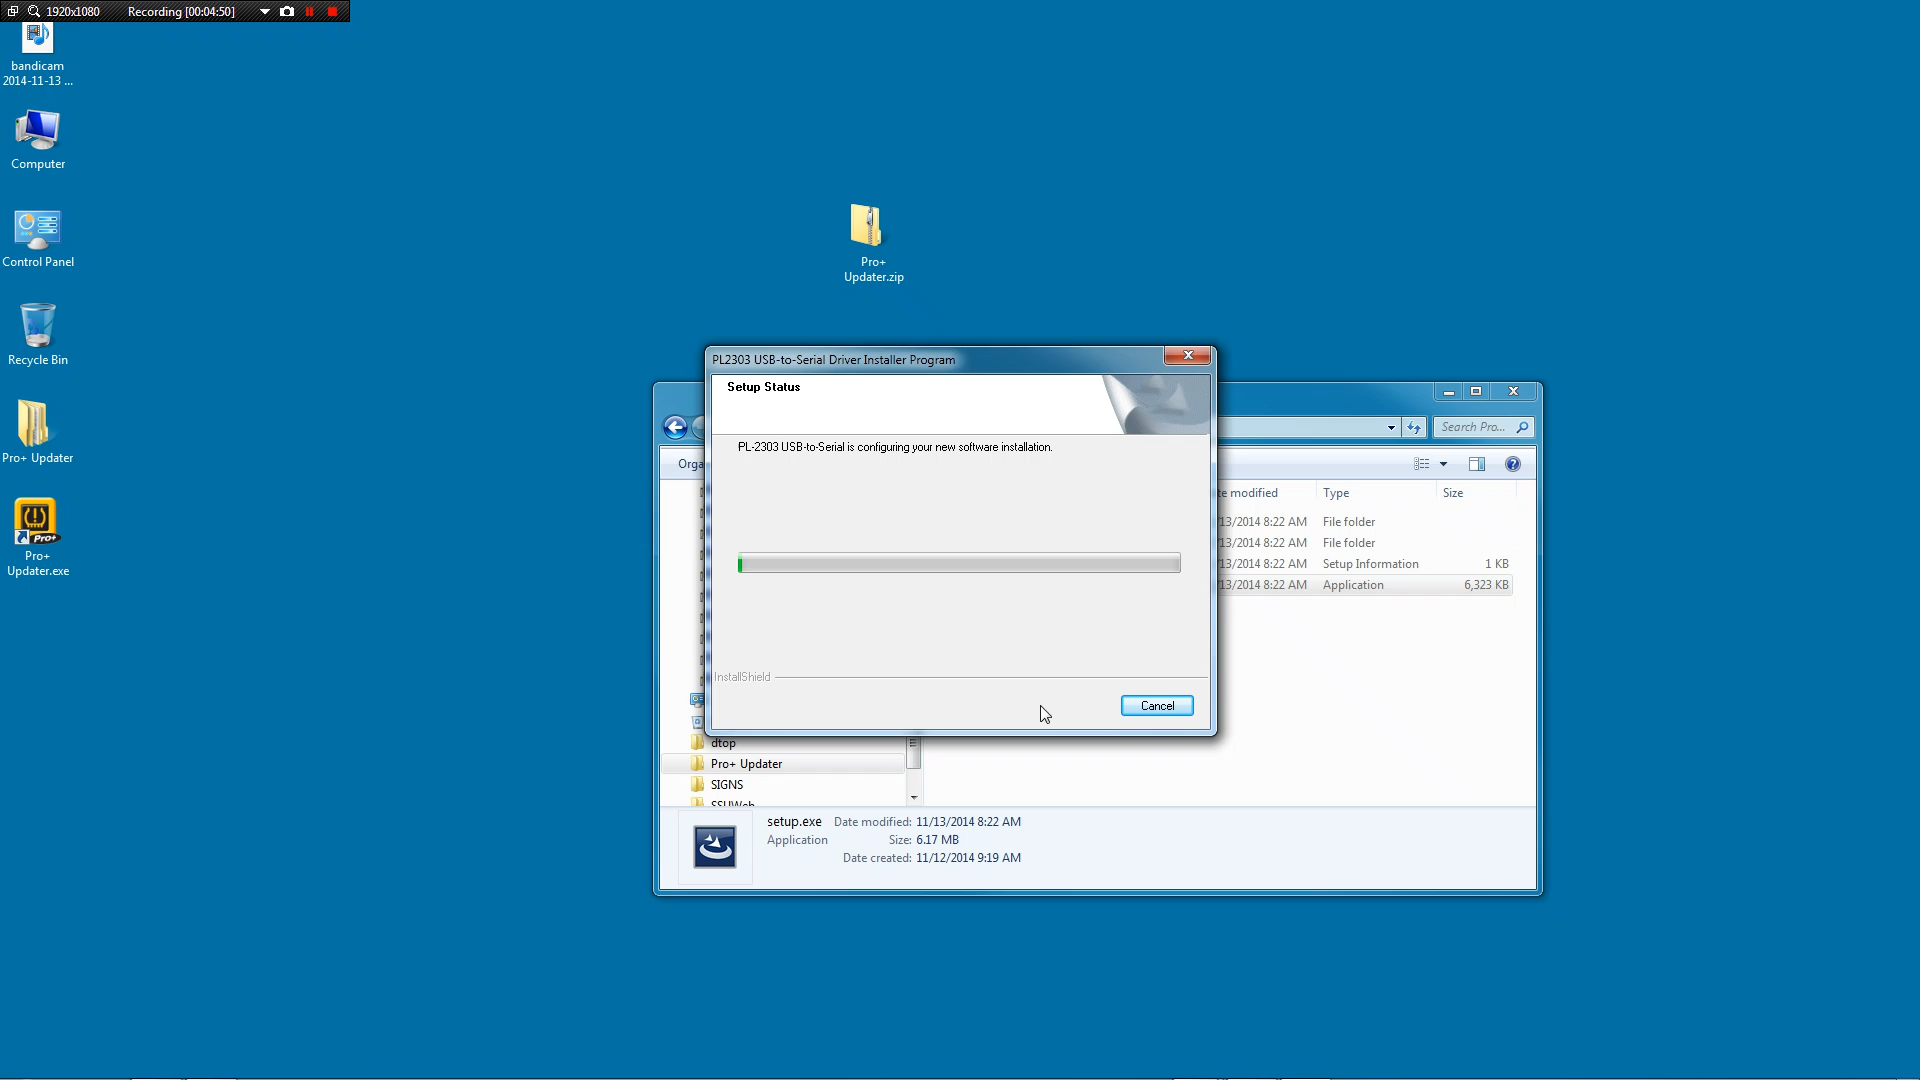 1920x1080 Recording [00:04:50]
bandicam
2014-11-13 ...
Computer
Control Panel
Recycle Bin
Pro+ Updater
Pro+
Pro+
Updater.exe
Pro+
Updater.zip
PL2303 USB-to-Serial Driver Installer Program
Setup Status
PL-2303 USB-to-Serial is configuring your new software installation.
InstallShield
Cancel
Search Pro...
Orga
te modified Type Size
/13/2014 8:22 AM File folder
/13/2014 8:22 AM File folder
/13/2014 8:22 AM Setup Information 1 KB
/13/2014 8:22 AM Application 6,323 KB
dtop
Pro+ Updater
SIGNS
setup.exe Date modified: 11/13/2014 8:22 AM
Application Size: 6.17 MB
Date created: 11/12/2014 9:19 AM